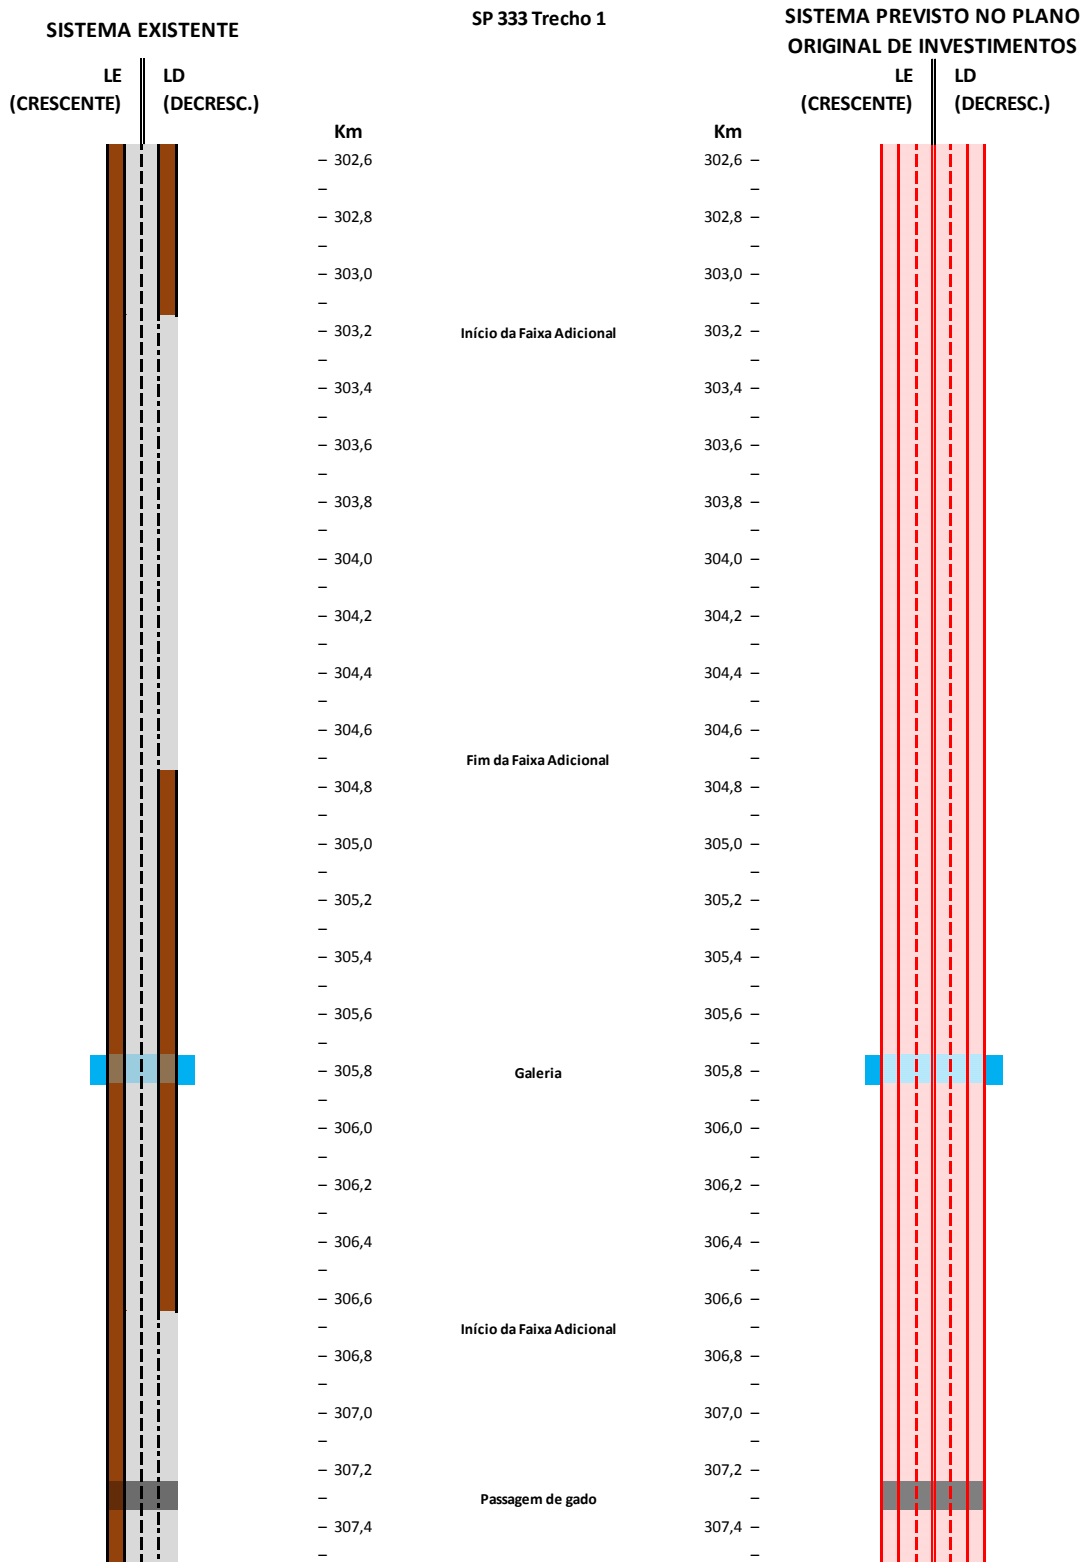 SP 333 Trecho 1
SISTEMA EXISTENTE
SISTEMA PREVISTO NO PLANO
ORIGINAL DE INVESTIMENTOS
LE LD
(CRESCENTE) (DECRESC.)
LE LD
(CRESCENTE) (DECRESC.)
Km Km
302,6 302,6
302,8 302,8
303,0 303,0
303,2 Início da Faixa Adicional 303,2
303,4 303,4
303,6 303,6
303,8 303,8
304,0 304,0
304,2 304,2
304,4 304,4
304,6 304,6
Fim da Faixa Adicional
304,8 304,8
305,0 305,0
305,2 305,2
305,4 305,4
305,6 305,6
305,8 Galeria 305,8
306,0 306,0
306,2 306,2
306,4 306,4
306,6 306,6
Início da Faixa Adicional
306,8 306,8
307,0 307,0
307,2 307,2
Passagem de gado
307,4 307,4